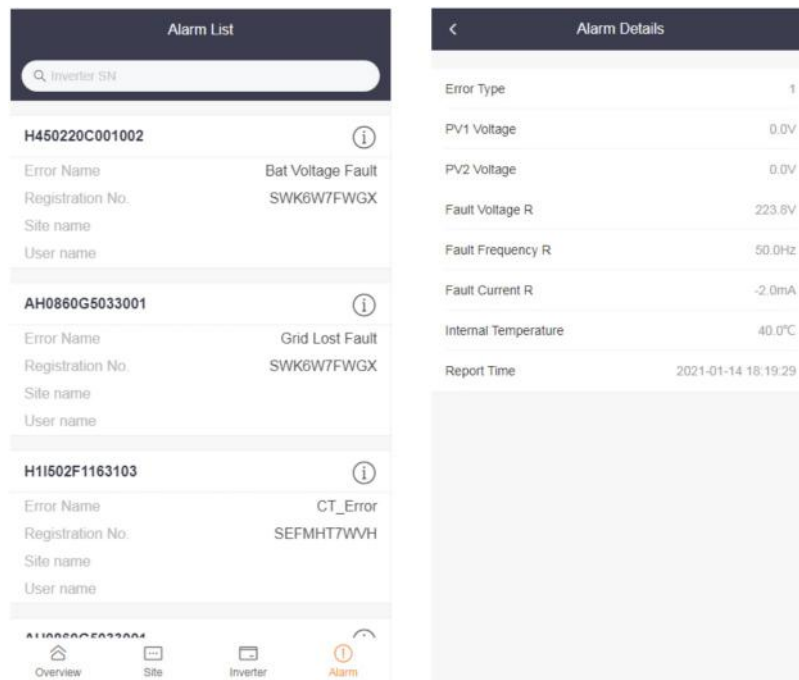 Alarm List
Inverter SN
H450220C001002
Error Name Bat Voltage Fault
Registration No. SWK6W7FWGX
Site name
User name
AH0860G5033001
Error Name Grid Lost Fault
Registration No. SWK6W7FWGX
Site name
User name
H1I502F1163103
Error Name CT_Error
Registration No. SEFMHT7WVH
Site name
User name
Overview Site Inverter Alarm
Alarm Details
Error Type 1
PV1 Voltage 0.0V
PV2 Voltage 0.0V
Fault Voltage R 223.8V
Fault Frequency R 50.0Hz
Fault Current R -2.0mA
Internal Temperature 40.0℃
Report Time 2021-01-14 18:19:29